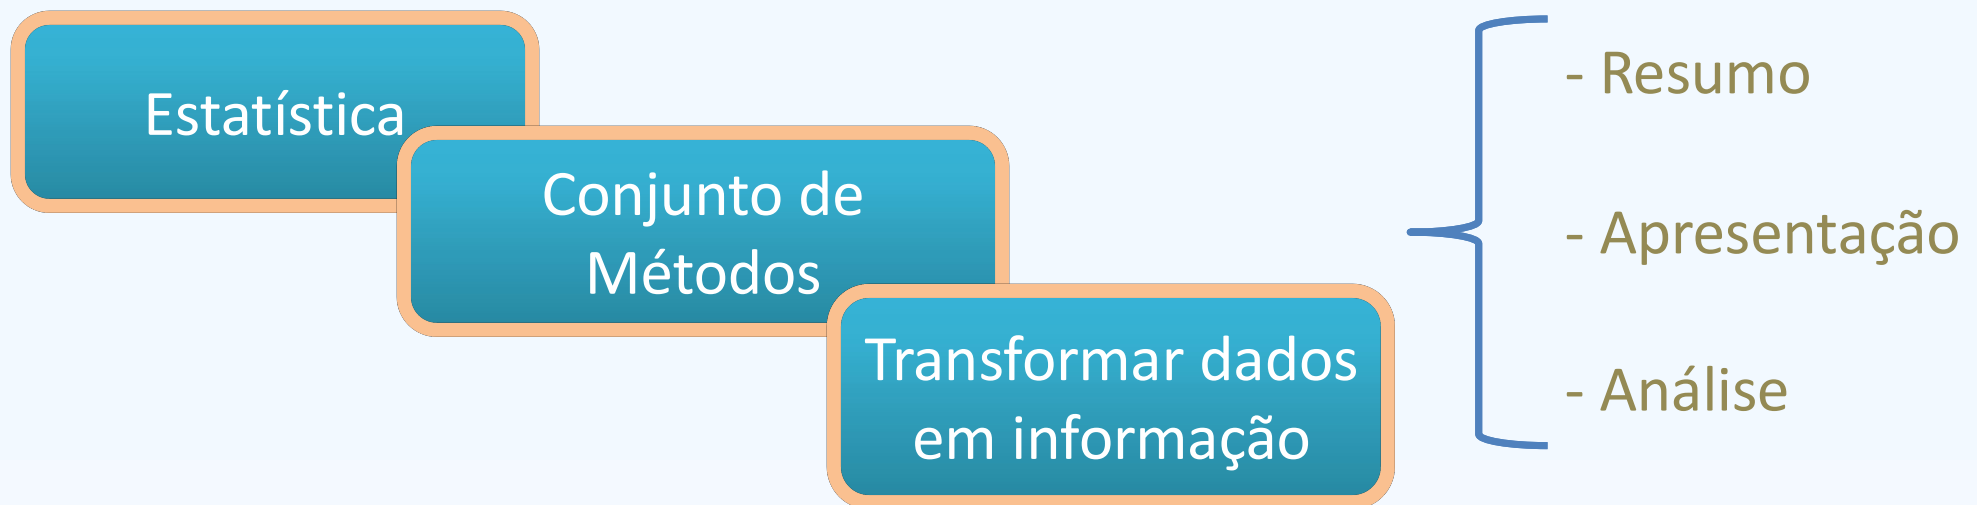 Estatística
Conjunto de
Métodos
Transformar dados
em informação
- Resumo
- Apresentação
- Análise